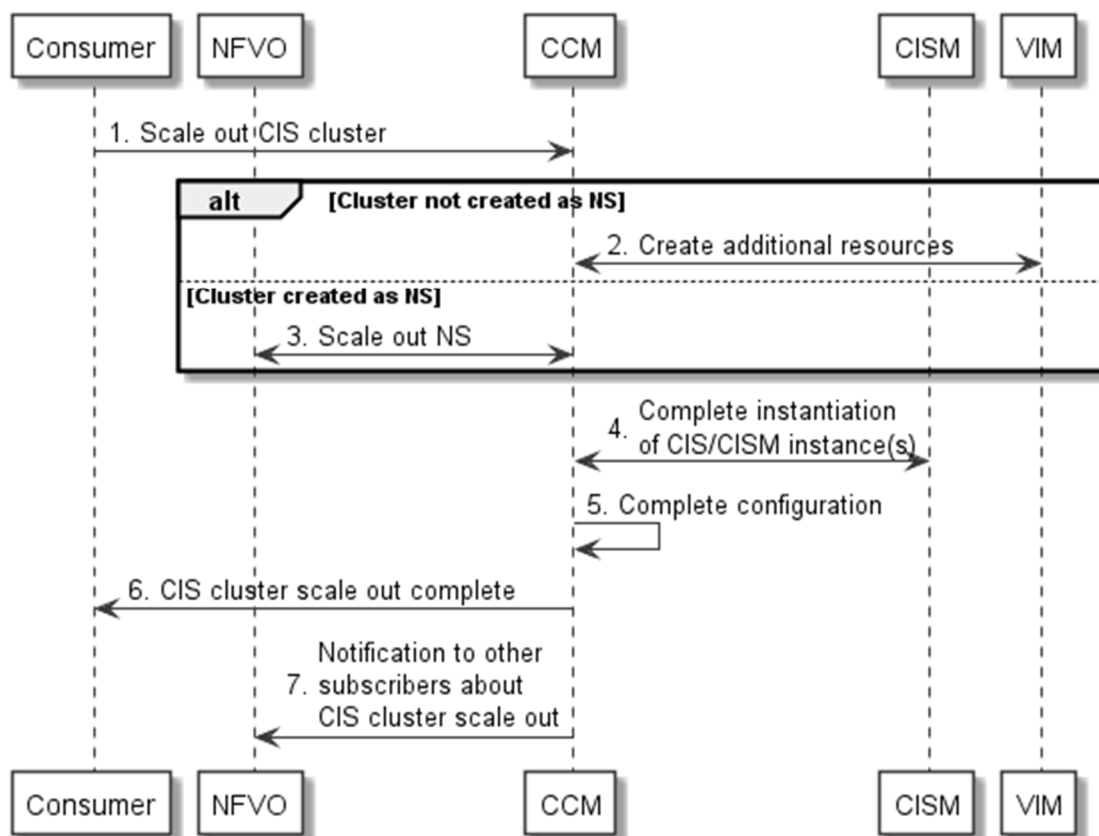 Consumer NFVO CCM CISM VIM
1. Scale out CIS cluster
alt [Cluster not created as NS]
2. Create additional resources
[Cluster created as NS]
3. Scale out NS
4. Complete instantiation
of CIS/CISM instance(s)
5. Complete configuration
6. CIS cluster scale out complete
Notification to other
7. subscribers about
CIS cluster scale out
Consumer NFVO CCM CISM VIM